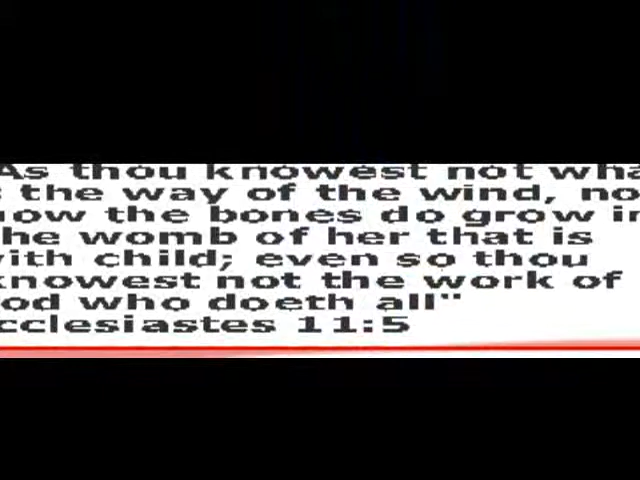 As thou knowest not wha
the way of the wind, no
how the bones do grow in
he womb of her that is
ith child; even so thou
knowest not the work of
od who doeth all"
cclesiastes 11:5